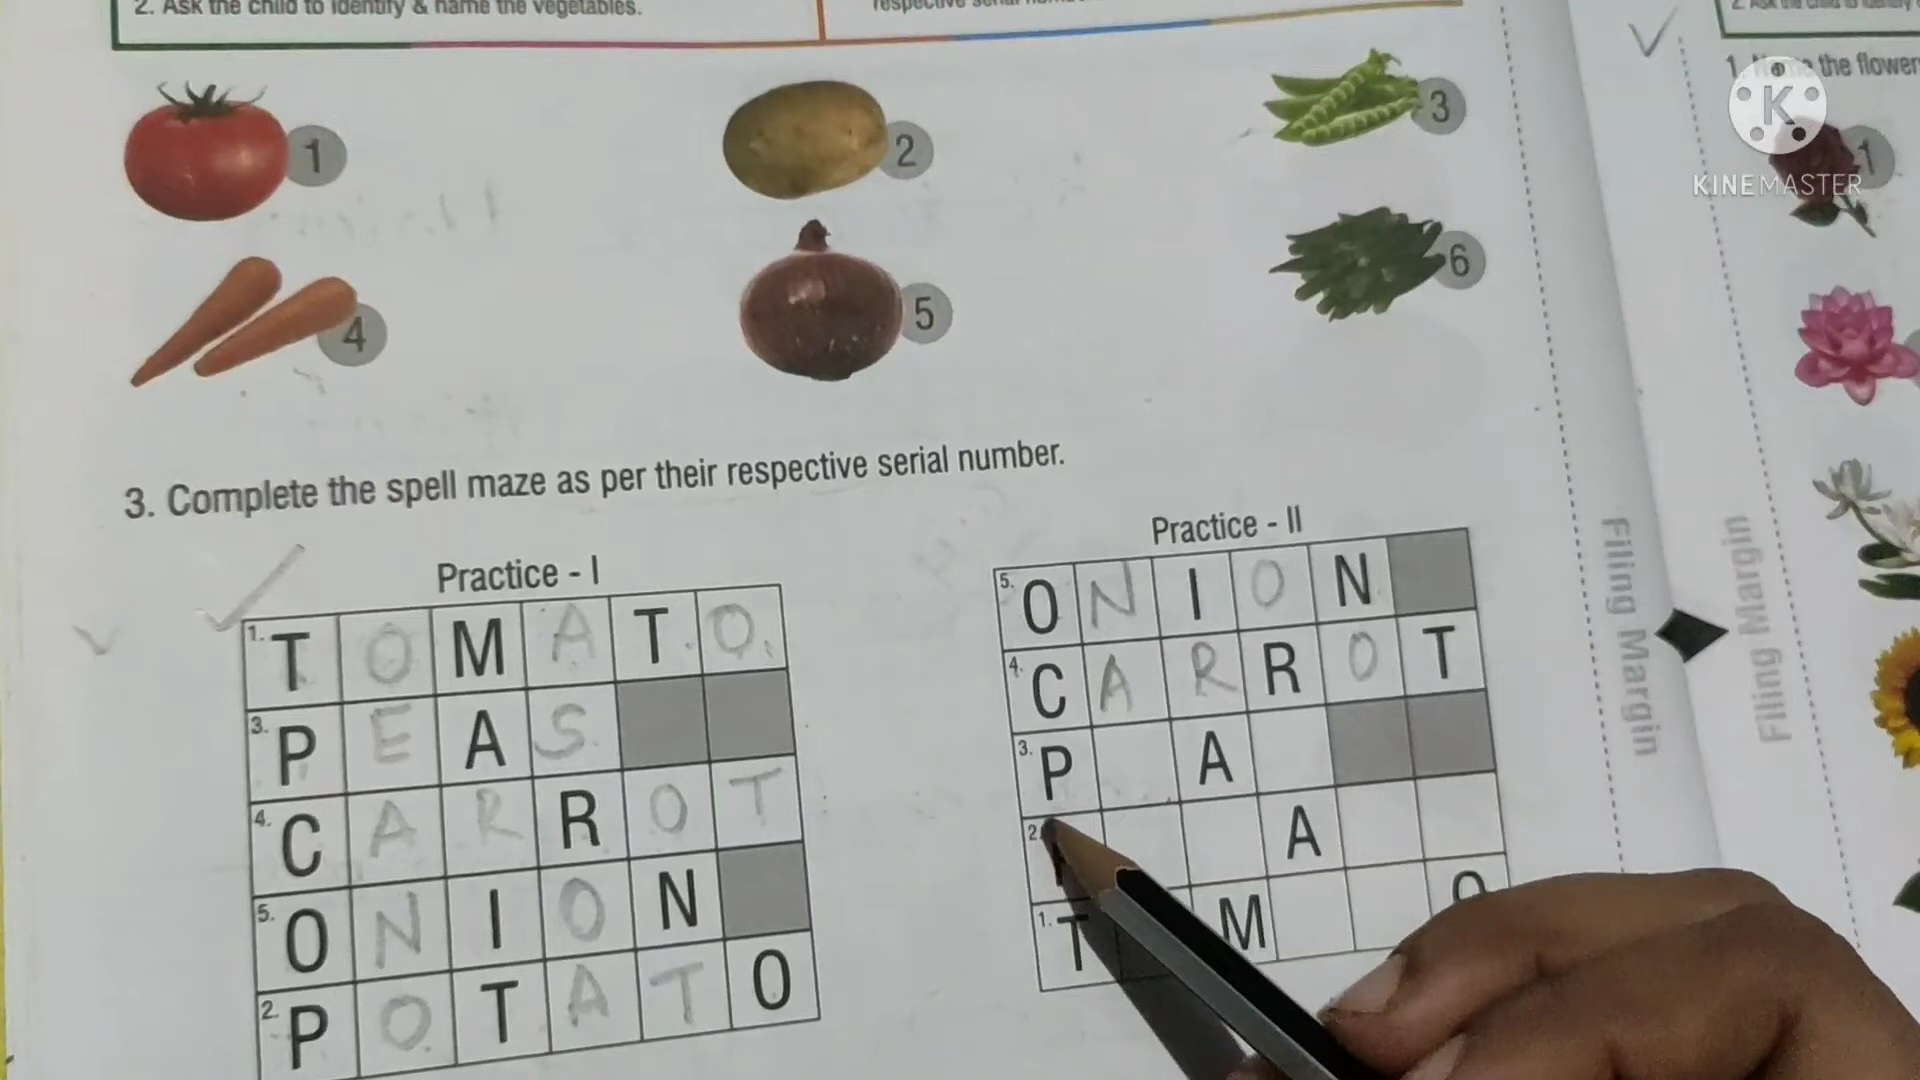 2. Ask the child to identify & name the vegetables.
respective serial
1
2
3
4
5
6
3. Complete the spell maze as per their respective serial number.
Practice - I
1. T O M A T O
3. P E A S
4. C A R R O T
5. O N I O N
2. P O T A T O
Practice - II
5. O N I O N
4. C A R R O T
3. P A
2. A
1. T M O
Filing Margin
Filing Margin
the flower
1
K
KINEMASTER